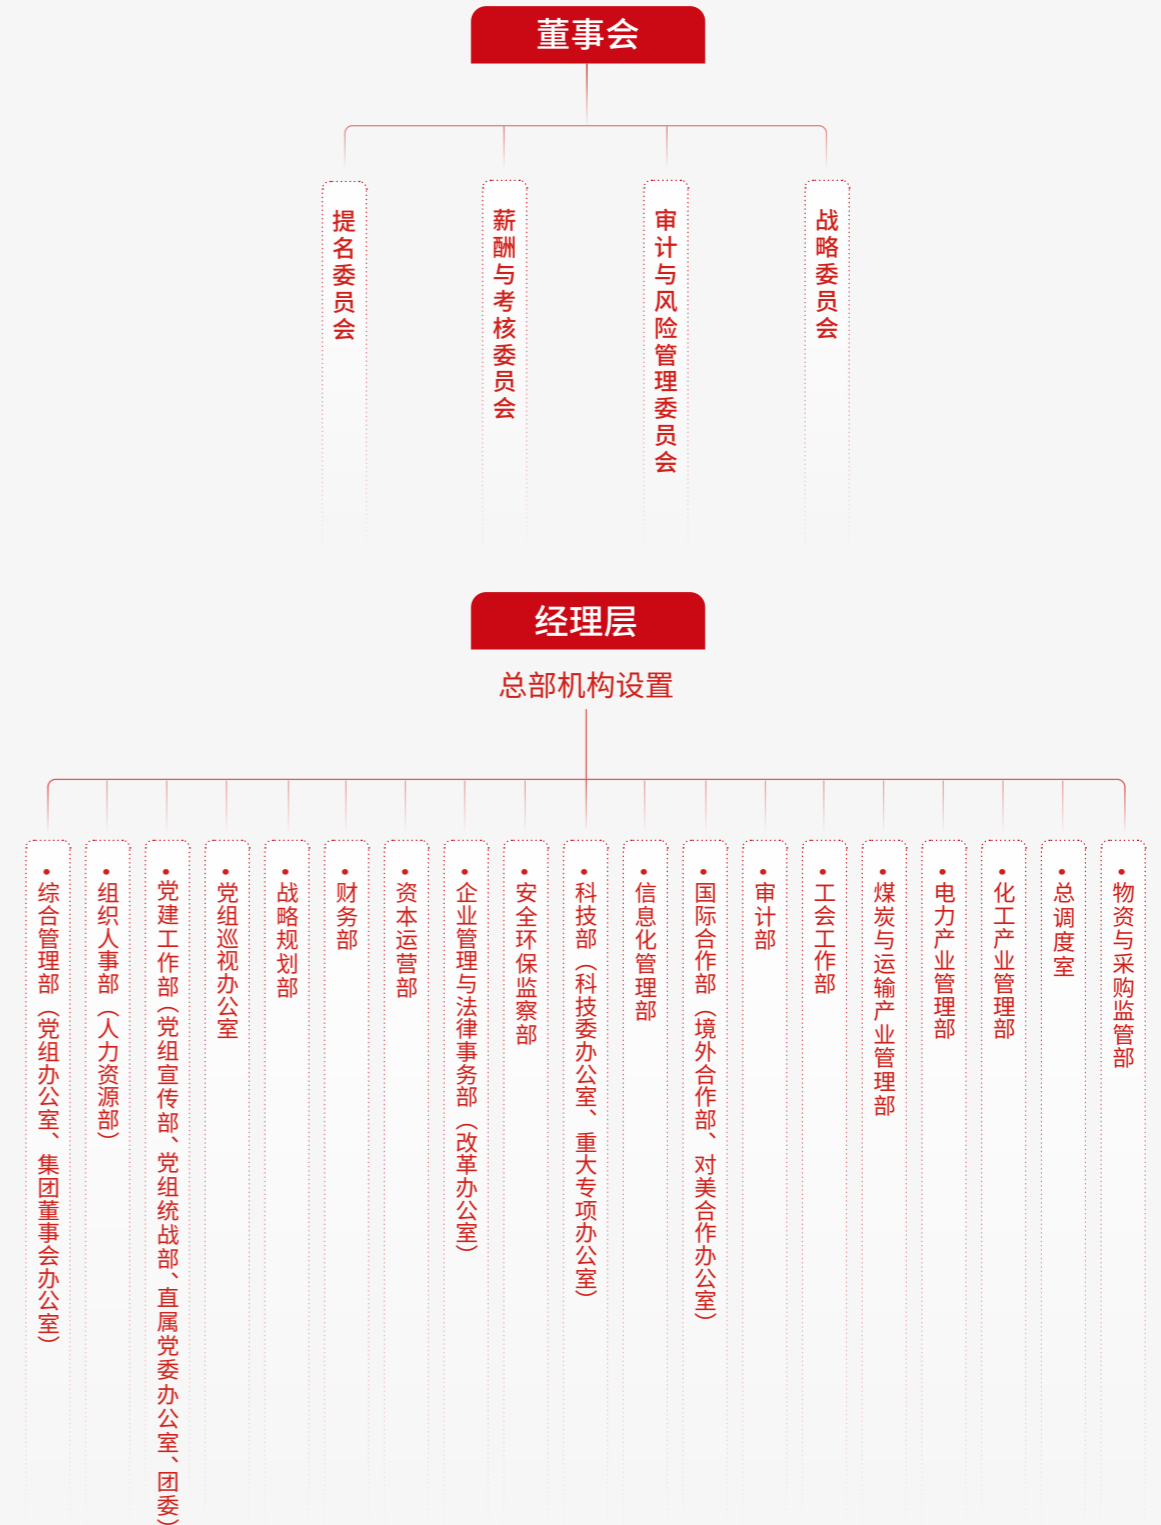 董事会
提名委员会
薪酬与考核委员会
审计与风险管理委员会
战略委员会
经理层
总部机构设置
•综合管理部（党组办公室、集团董事会办公室）
•组织人事部（人力资源部）
•党建工作部（党组宣传部、党组统战部、直属党委办公室、团委）
•党组巡视办公室
•战略规划部
•财务部
•资本运营部
•企业管理与法律事务部（改革办公室）
•安全环保监察部
•科技部（科技委办公室、重大专项办公室）
•信息化管理部
•国际合作部（境外合作部、对美合作办公室）
•审计部
•工会工作部
•煤炭与运输产业管理部
•电力产业管理部
•化工产业管理部
•总调度室
•物资与采购监管部